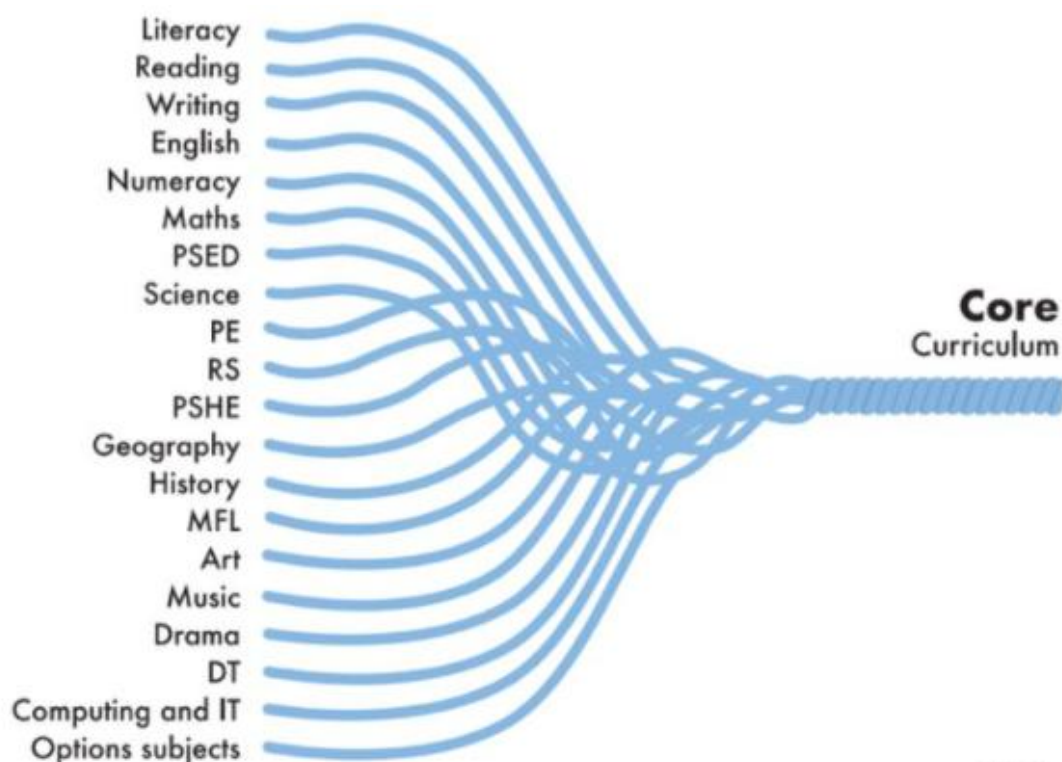 Literacy
Reading
Writing
English
Numeracy
Maths
PSED
Science
PE
RS
PSHE
Geography
History
MFL
Art
Music
Drama
DT
Computing and IT
Options subjects
Core
Curriculum